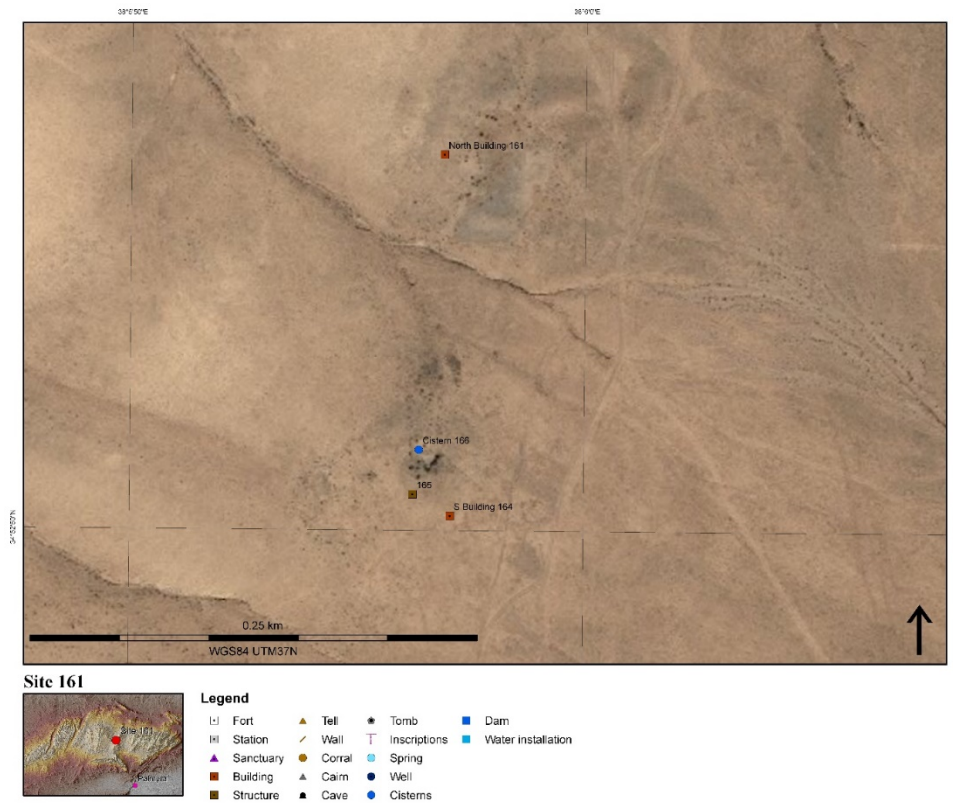 North Building 161
Cistern 166
165
S Building 164
0.25 km
WGS84 UTM37N
Site 161
Legend
Fort
Tell
Tomb
Dam
Station
Wall
Inscriptions
Water installation
Sanctuary
Corral
Spring
Building
Cairn
Well
Structure
Cave
Cisterns
Site 161
Palmyra